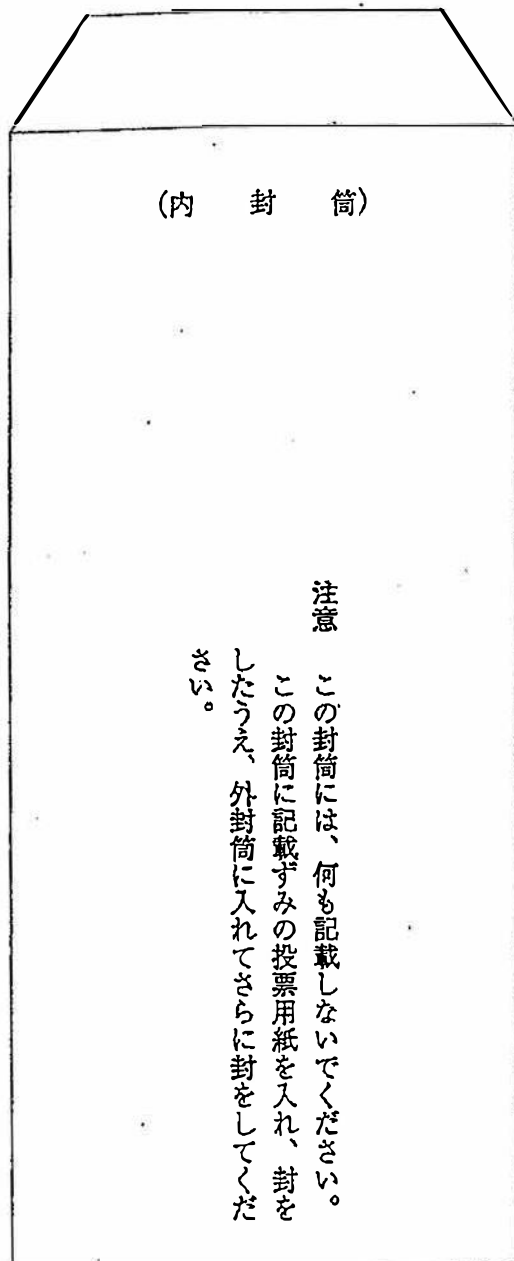 (内　封　筒)
注意　この封筒には、何も記載しないでください。
この封筒に記載ずみの投票用紙を入れ、封を
したうえ、外封筒に入れてさらに封をしてくだ
さい。